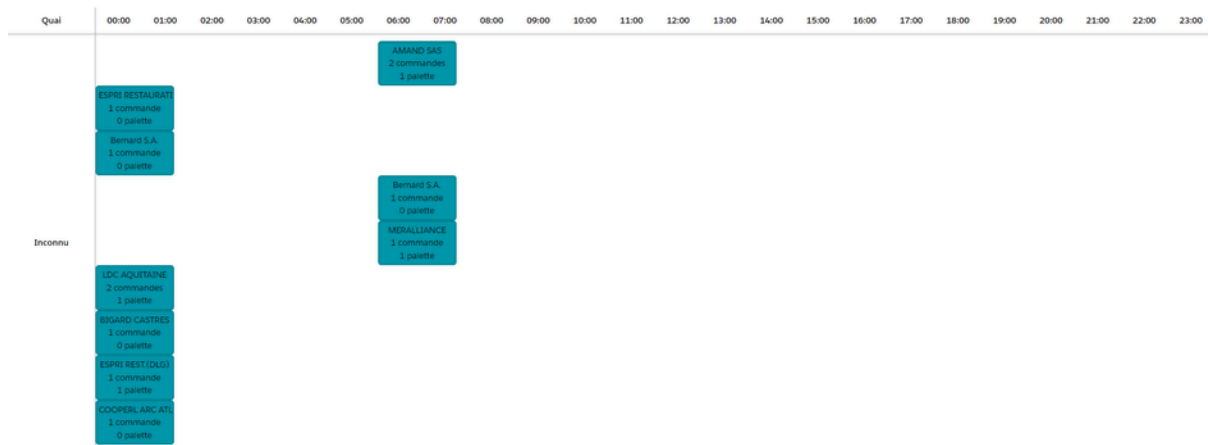 Quai 00:00 01:00 02:00 03:00 04:00 05:00 06:00 07:00 08:00 09:00 10:00 11:00 12:00 13:00 14:00 15:00 16:00 17:00 18:00 19:00 20:00 21:00 22:00 23:00
AMAND SAS
2 commandes
1 palette
ESPRI RESTAURATI
1 commande
0 palette
Bernard S.A.
1 commande
0 palette
Bernard S.A.
1 commande
0 palette
Inconnu
MERALLIANCE
1 commande
1 palette
LDC AQUITAINE
2 commandes
1 palette
BIGARD CASTRES
1 commande
0 palette
ESPRI REST.(DLG)
1 commande
1 palette
COOPERL ARC ATL
1 commande
0 palette